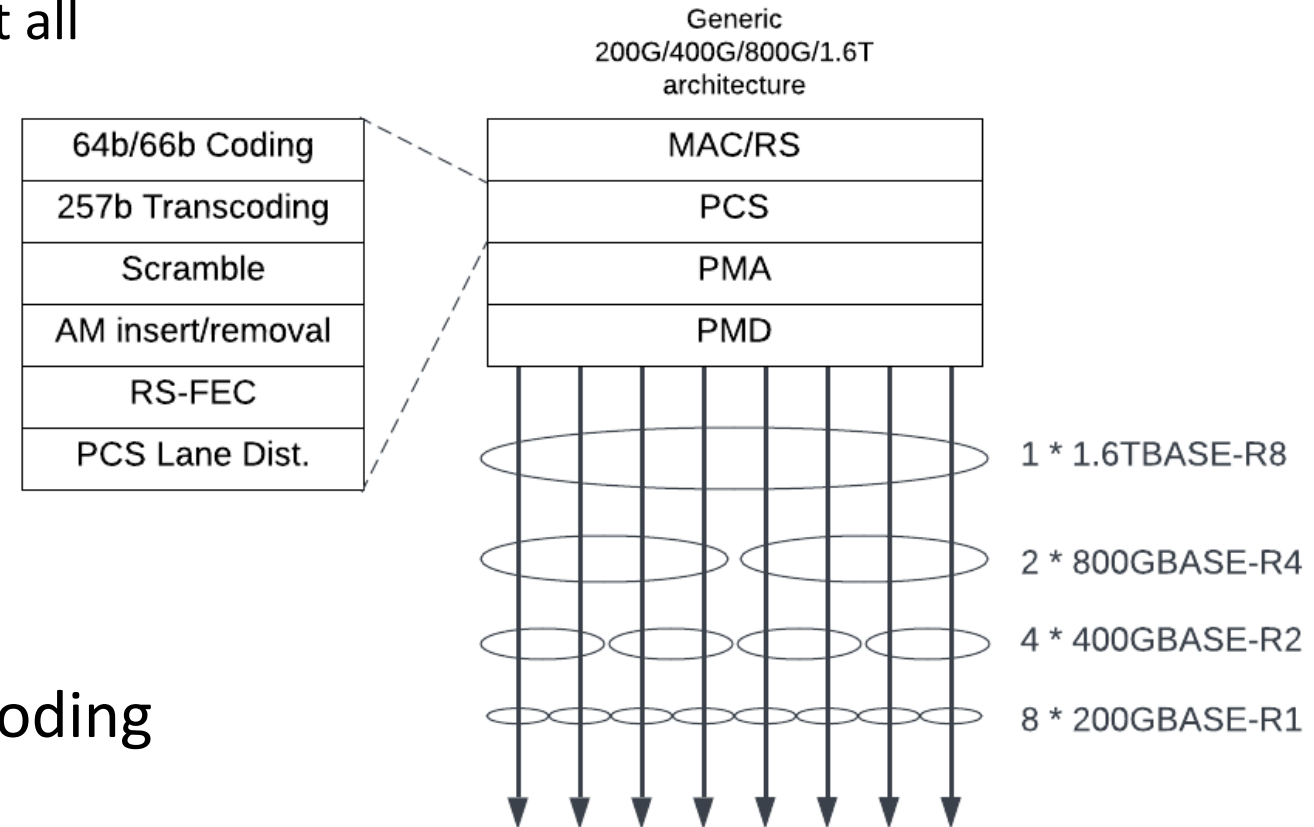 t all
Generic
200G/400G/800G/1.6T
architecture
64b/66b Coding
257b Transcoding
Scramble
AM insert/removal
RS-FEC
PCS Lane Dist.
MAC/RS
PCS
PMA
PMD
1 * 1.6TBASE-R8
2 * 800GBASE-R4
4 * 400GBASE-R2
8 * 200GBASE-R1
oding